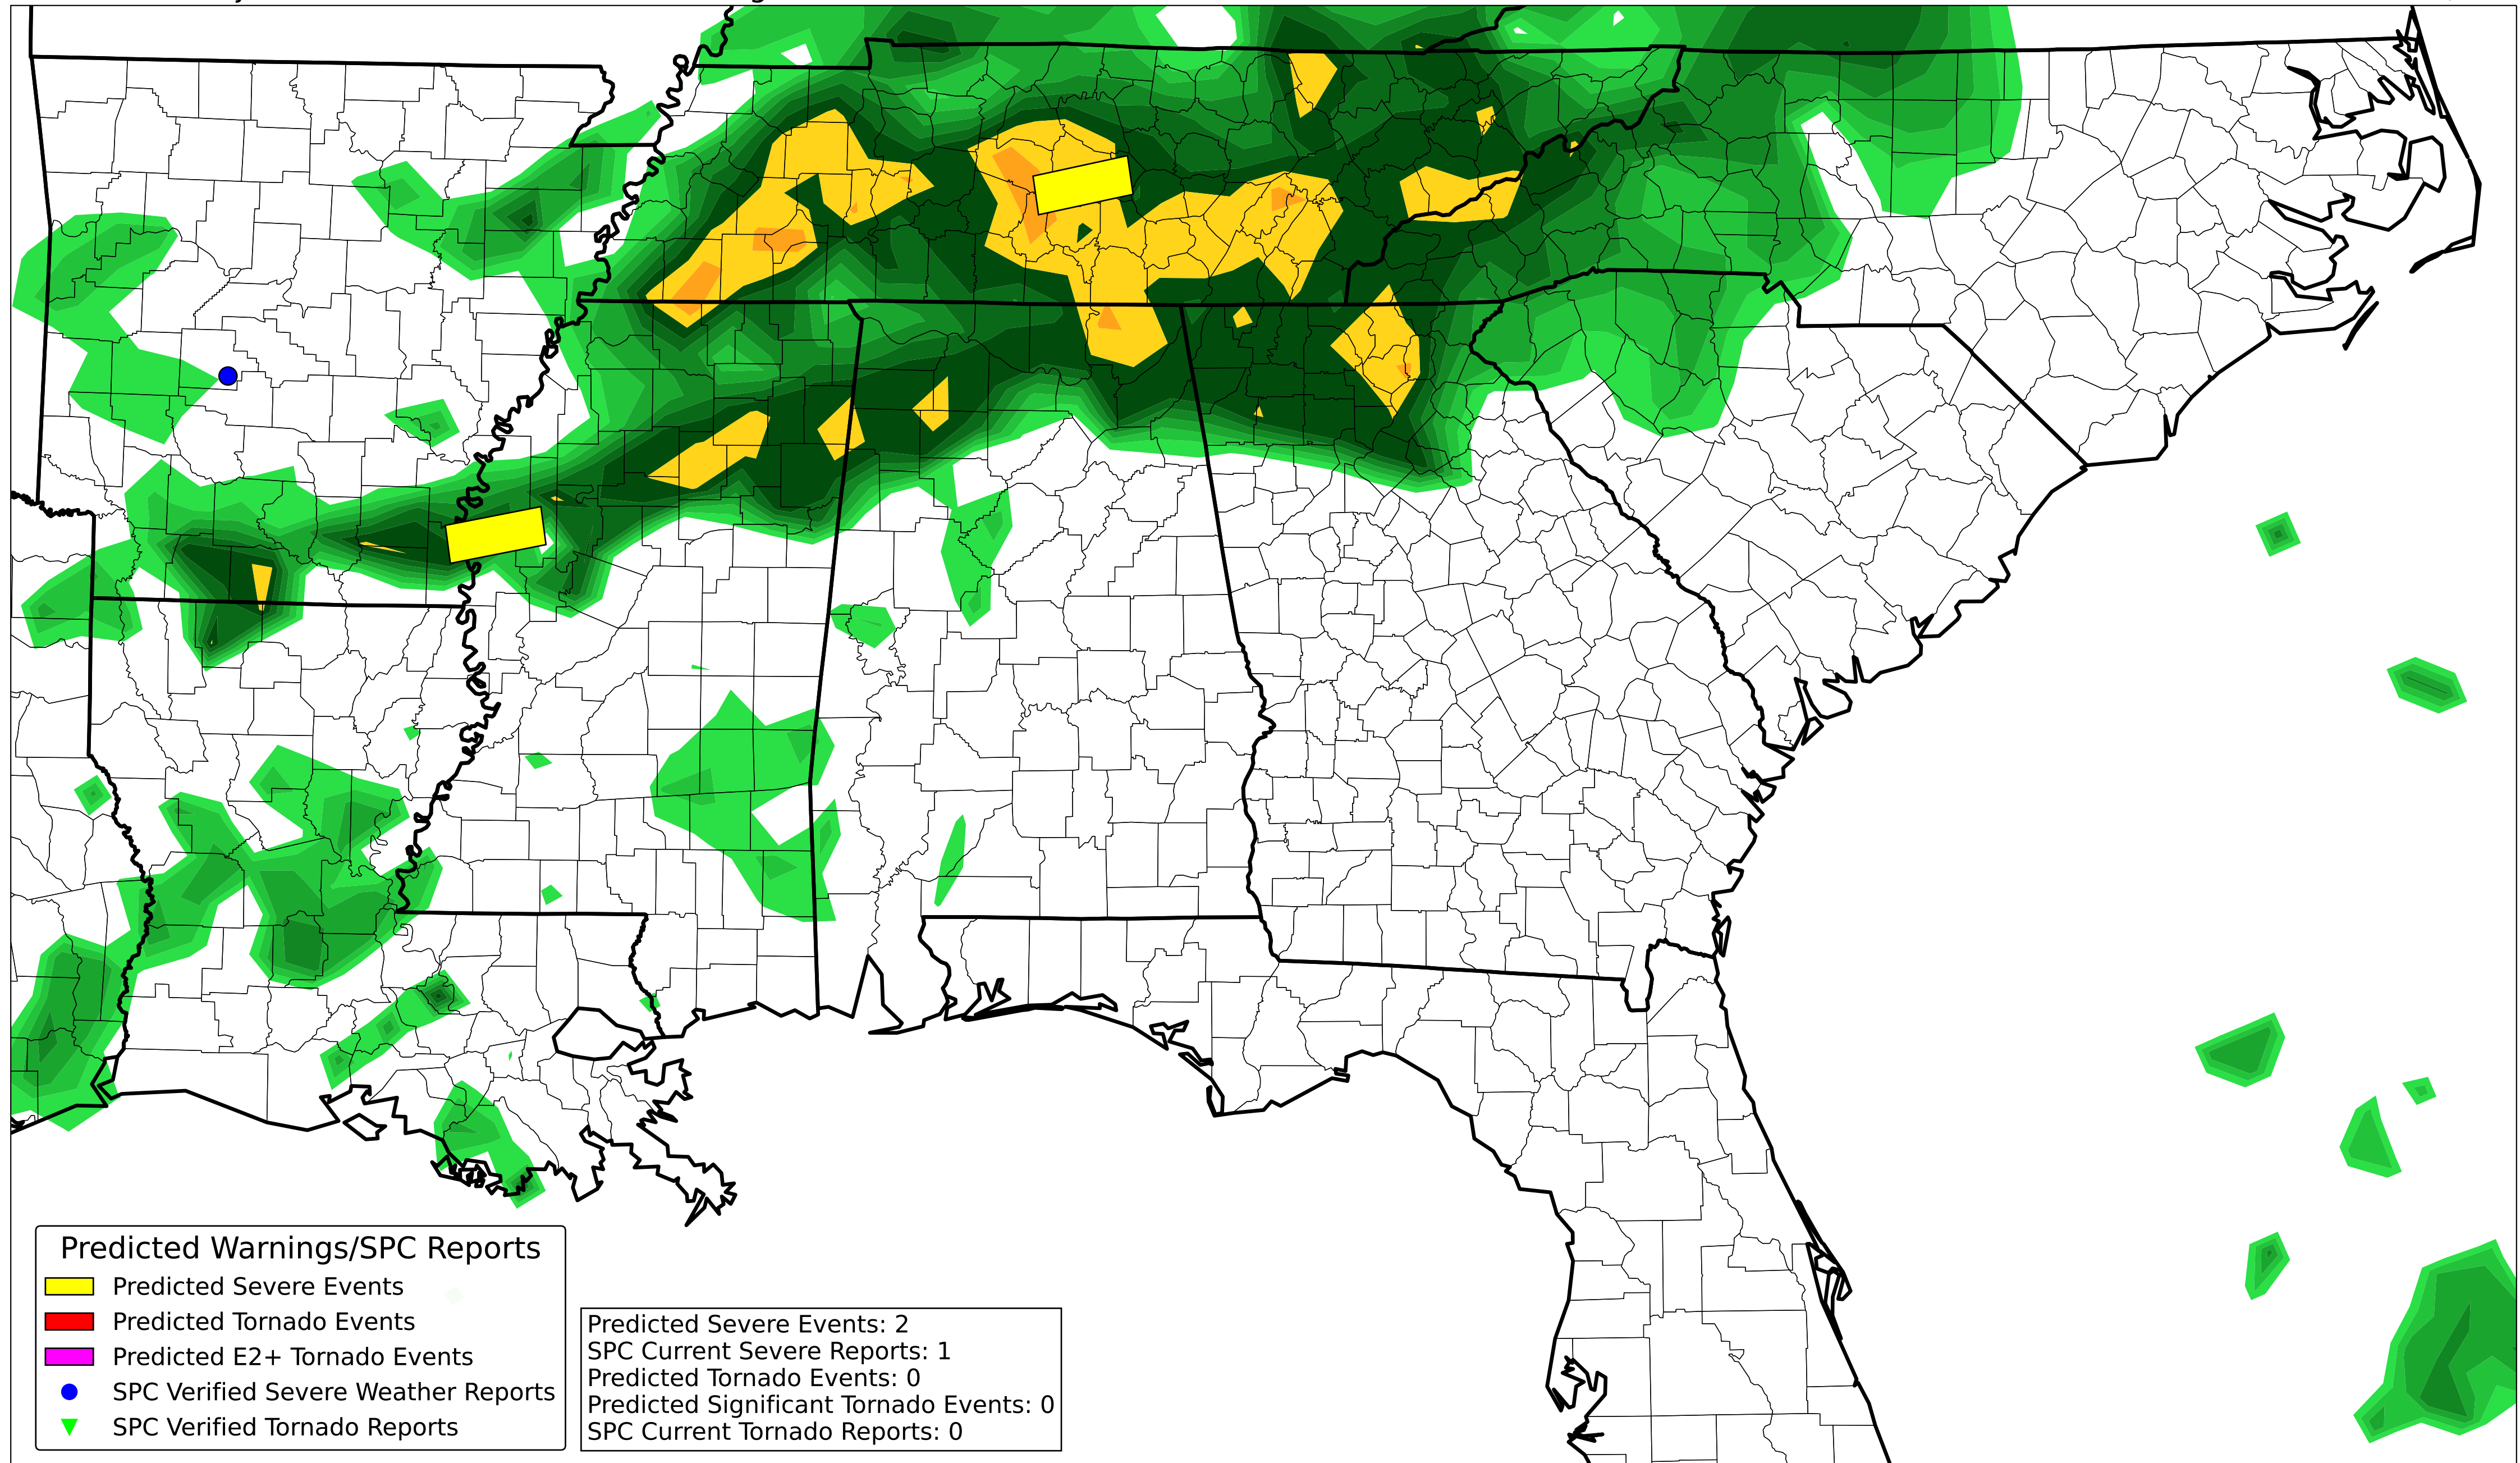 Predicted Warnings/SPC Reports
Predicted Severe Events
Predicted Tornado Events
Predicted E2+ Tornado Events
SPC Verified Severe Weather Reports
SPC Verified Tornado Reports
Predicted Severe Events: 2
SPC Current Severe Reports: 1
Predicted Tornado Events: 0
Predicted Significant Tornado Events: 0
SPC Current Tornado Reports: 0